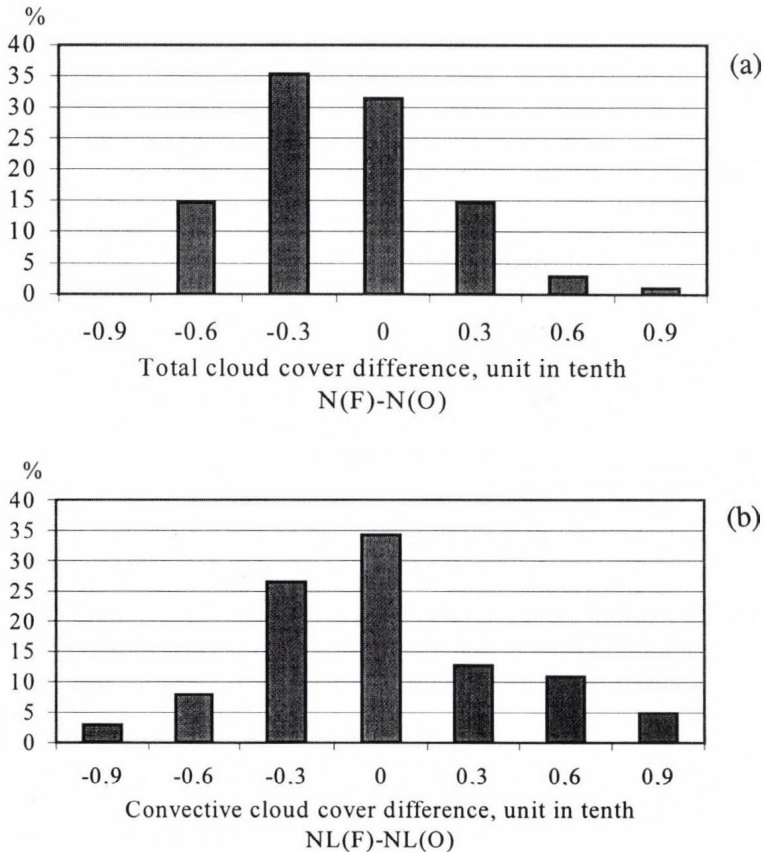 %
40
35
30
25
20
15
10
5
0
(a)
-0.9 -0.6 -0.3 0 0.3 0.6 0.9
Total cloud cover difference, unit in tenth
N(F)-N(O)
%
40
35
30
25
20
15
10
5
0
(b)
-0.9 -0.6 -0.3 0 0.3 0.6 0.9
Convective cloud cover difference, unit in tenth
NL(F)-NL(O)